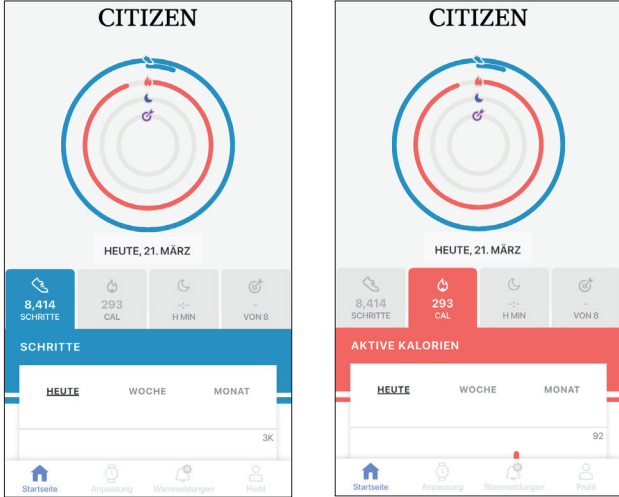 CITIZEN
HEUTE, 21. MÄRZ
8,414 293 -:- –
SCHRITTE CAL H MIN VON 8
SCHRITTE
HEUTE WOCHE MONAT
3K
Startseite Anpassung Warnmeldungen Profil
CITIZEN
HEUTE, 21. MÄRZ
8,414 293 -:- –
SCHRITTE CAL H MIN VON 8
AKTIVE KALORIEN
HEUTE WOCHE MONAT
92
Startseite Anpassung Warnmeldungen Profil